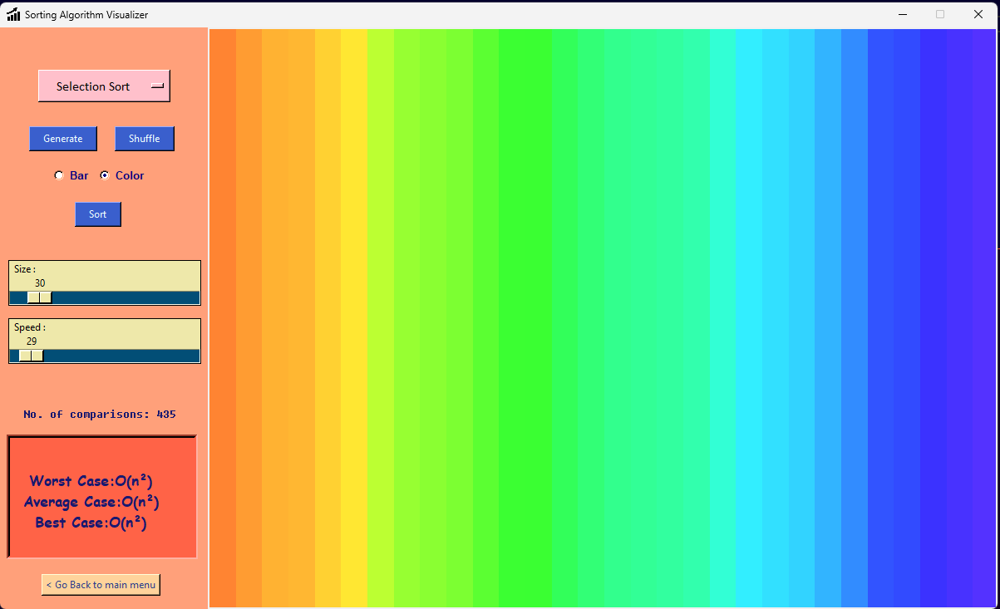 Sorting Algorithm Visualizer
Selection Sort
Generate Shuffle
Bar Color
Sort
Size :
30
Speed :
29
No. of comparisons: 435
Worst Case:O(n²)
Average Case:O(n²)
Best Case:O(n²)
< Go Back to main menu